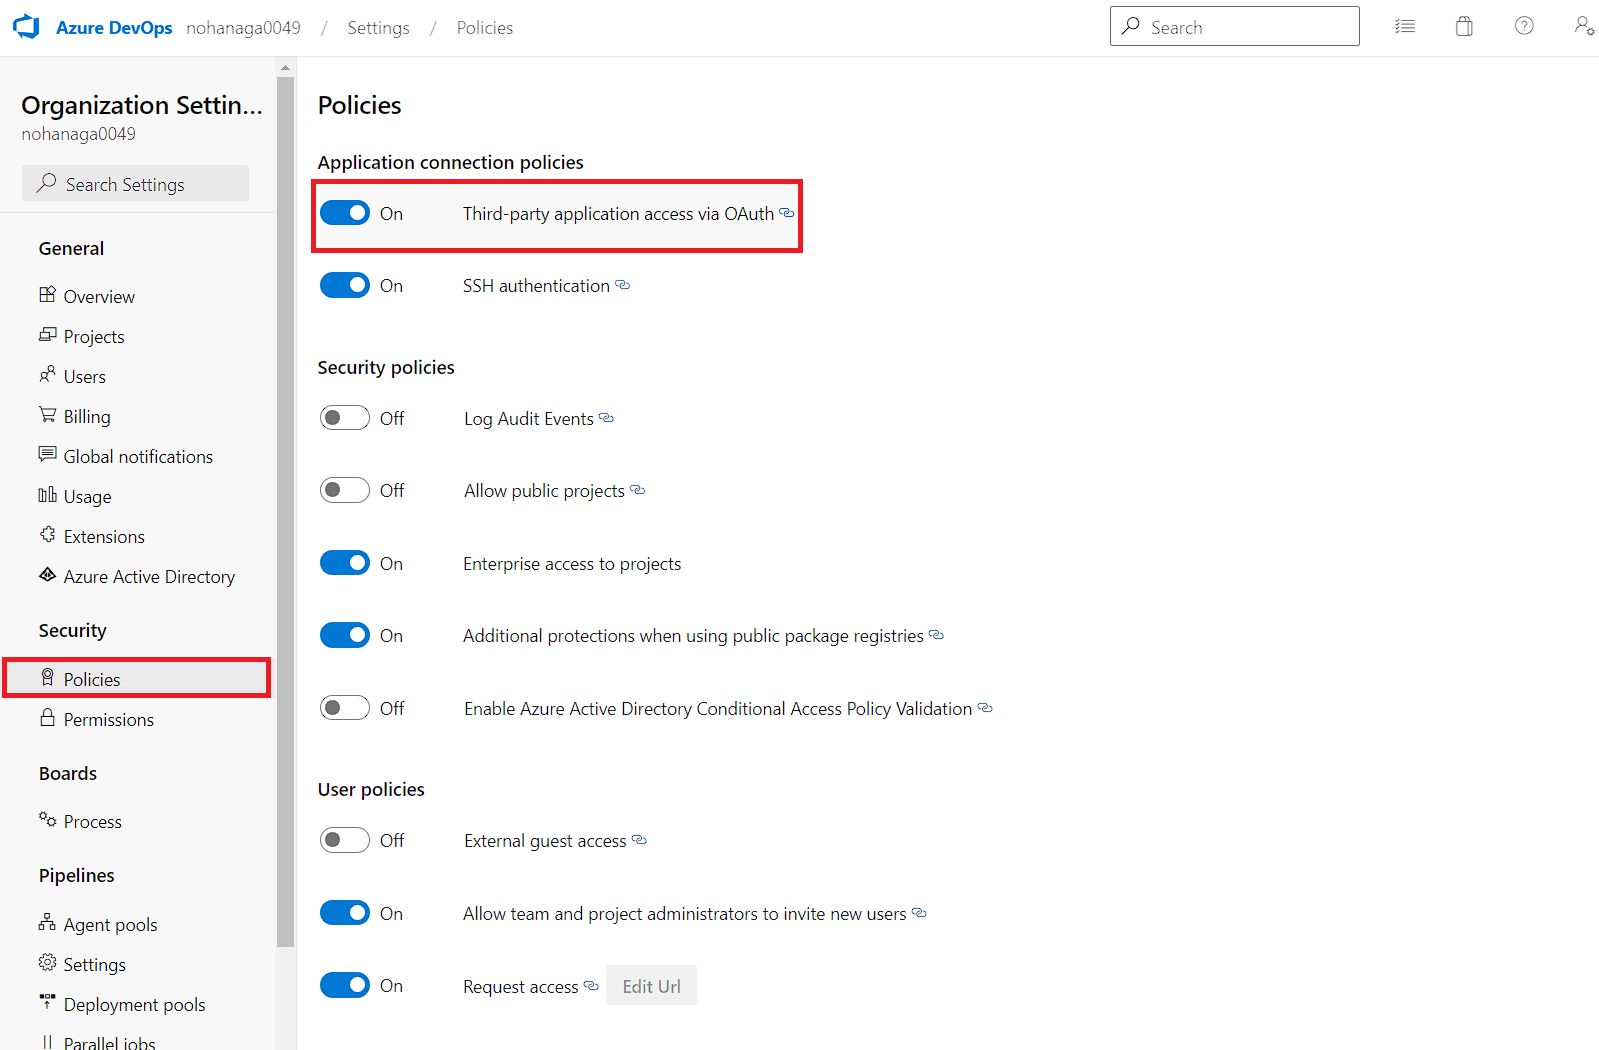 Azure DevOps nohanaga0049 / Settings / Policies
Search
Organization Settin...
nohanaga0049
Search Settings
General
Overview
Projects
Users
Billing
Global notifications
Usage
Extensions
Azure Active Directory
Security
Policies
Permissions
Boards
Process
Pipelines
Agent pools
Settings
Deployment pools
Parallel jobs
Policies
Application connection policies
On Third-party application access via OAuth
On SSH authentication
Security policies
Off Log Audit Events
Off Allow public projects
On Enterprise access to projects
On Additional protections when using public package registries
Off Enable Azure Active Directory Conditional Access Policy Validation
User policies
Off External guest access
On Allow team and project administrators to invite new users
On Request access Edit Url